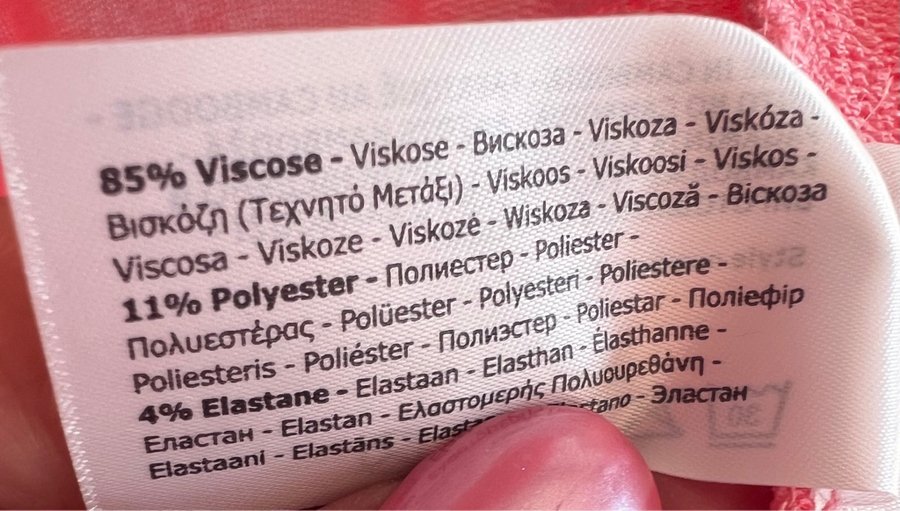 85% Viscose - Viskose - Вискоза - Viskoza - Viskóza -
Βισκόζη (Τεχνητό Μετάξι) - Viskoos - Viskoosi - Viskos -
Viscosa - Viskoze - Viskozė - Wiskoza - Viscoză - Віскоза
11% Polyester - Полиестер - Poliester -
Πολυεστέρας - Polüester - Polyesteri - Poliestere -
Poliesteris - Poliéster - Полиэстер - Poliestar - Поліефір
4% Elastane - Elastaan - Elasthan - Élasthanne -
Еластан - Elastan - Ελαστομερής Πολυουρεθάνη -
Elastaani - Elastāns - Эластан